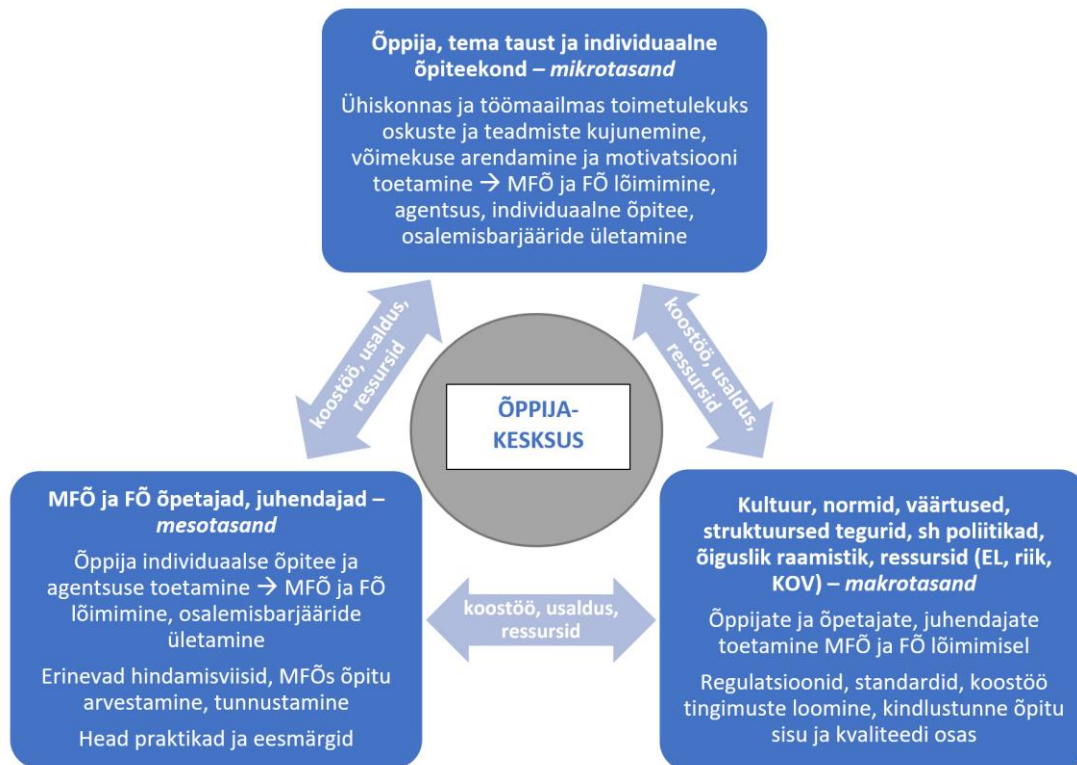 Õppija, tema taust ja individuaalne
õpiteekond – mikrotasand
Ühiskonnas ja töömaailmas toimetulekuks
oskuste ja teadmiste kujunemine,
võimekuse arendamine ja motivatsiooni
toetamine → MFÕ ja FÕ lõimimine,
agentsus, individuaalne õpitee,
osalemisbarjääride ületamine
koostöö, usaldus,
ressursid
koostöö, usaldus,
ressursid
ÕPPIJA-
KESKSUS
MFÕ ja FÕ õpetajad, juhendajad –
mesotasand
Õppija individuaalse õpitee ja
agentsuse toetamine → MFÕ ja FÕ
lõimimine, osalemisbarjääride
ületamine
Erinevad hindamisviisid, MFÕs õpitu
arvestamine, tunnustamine
Head praktikad ja eesmärgid
koostöö, usaldus,
ressursid
Kultuur, normid, väärtused,
struktuursed tegurid, sh poliitikad,
õiguslik raamistik, ressursid (EL, riik,
KOV) – makrotasand
Õppijate ja õpetajate, juhendajate
toetamine MFÕ ja FÕ lõimimisel
Regulatsioonid, standardid, koostöö
tingimuste loomine, kindlustunne õpitu
sisu ja kvaliteedi osas